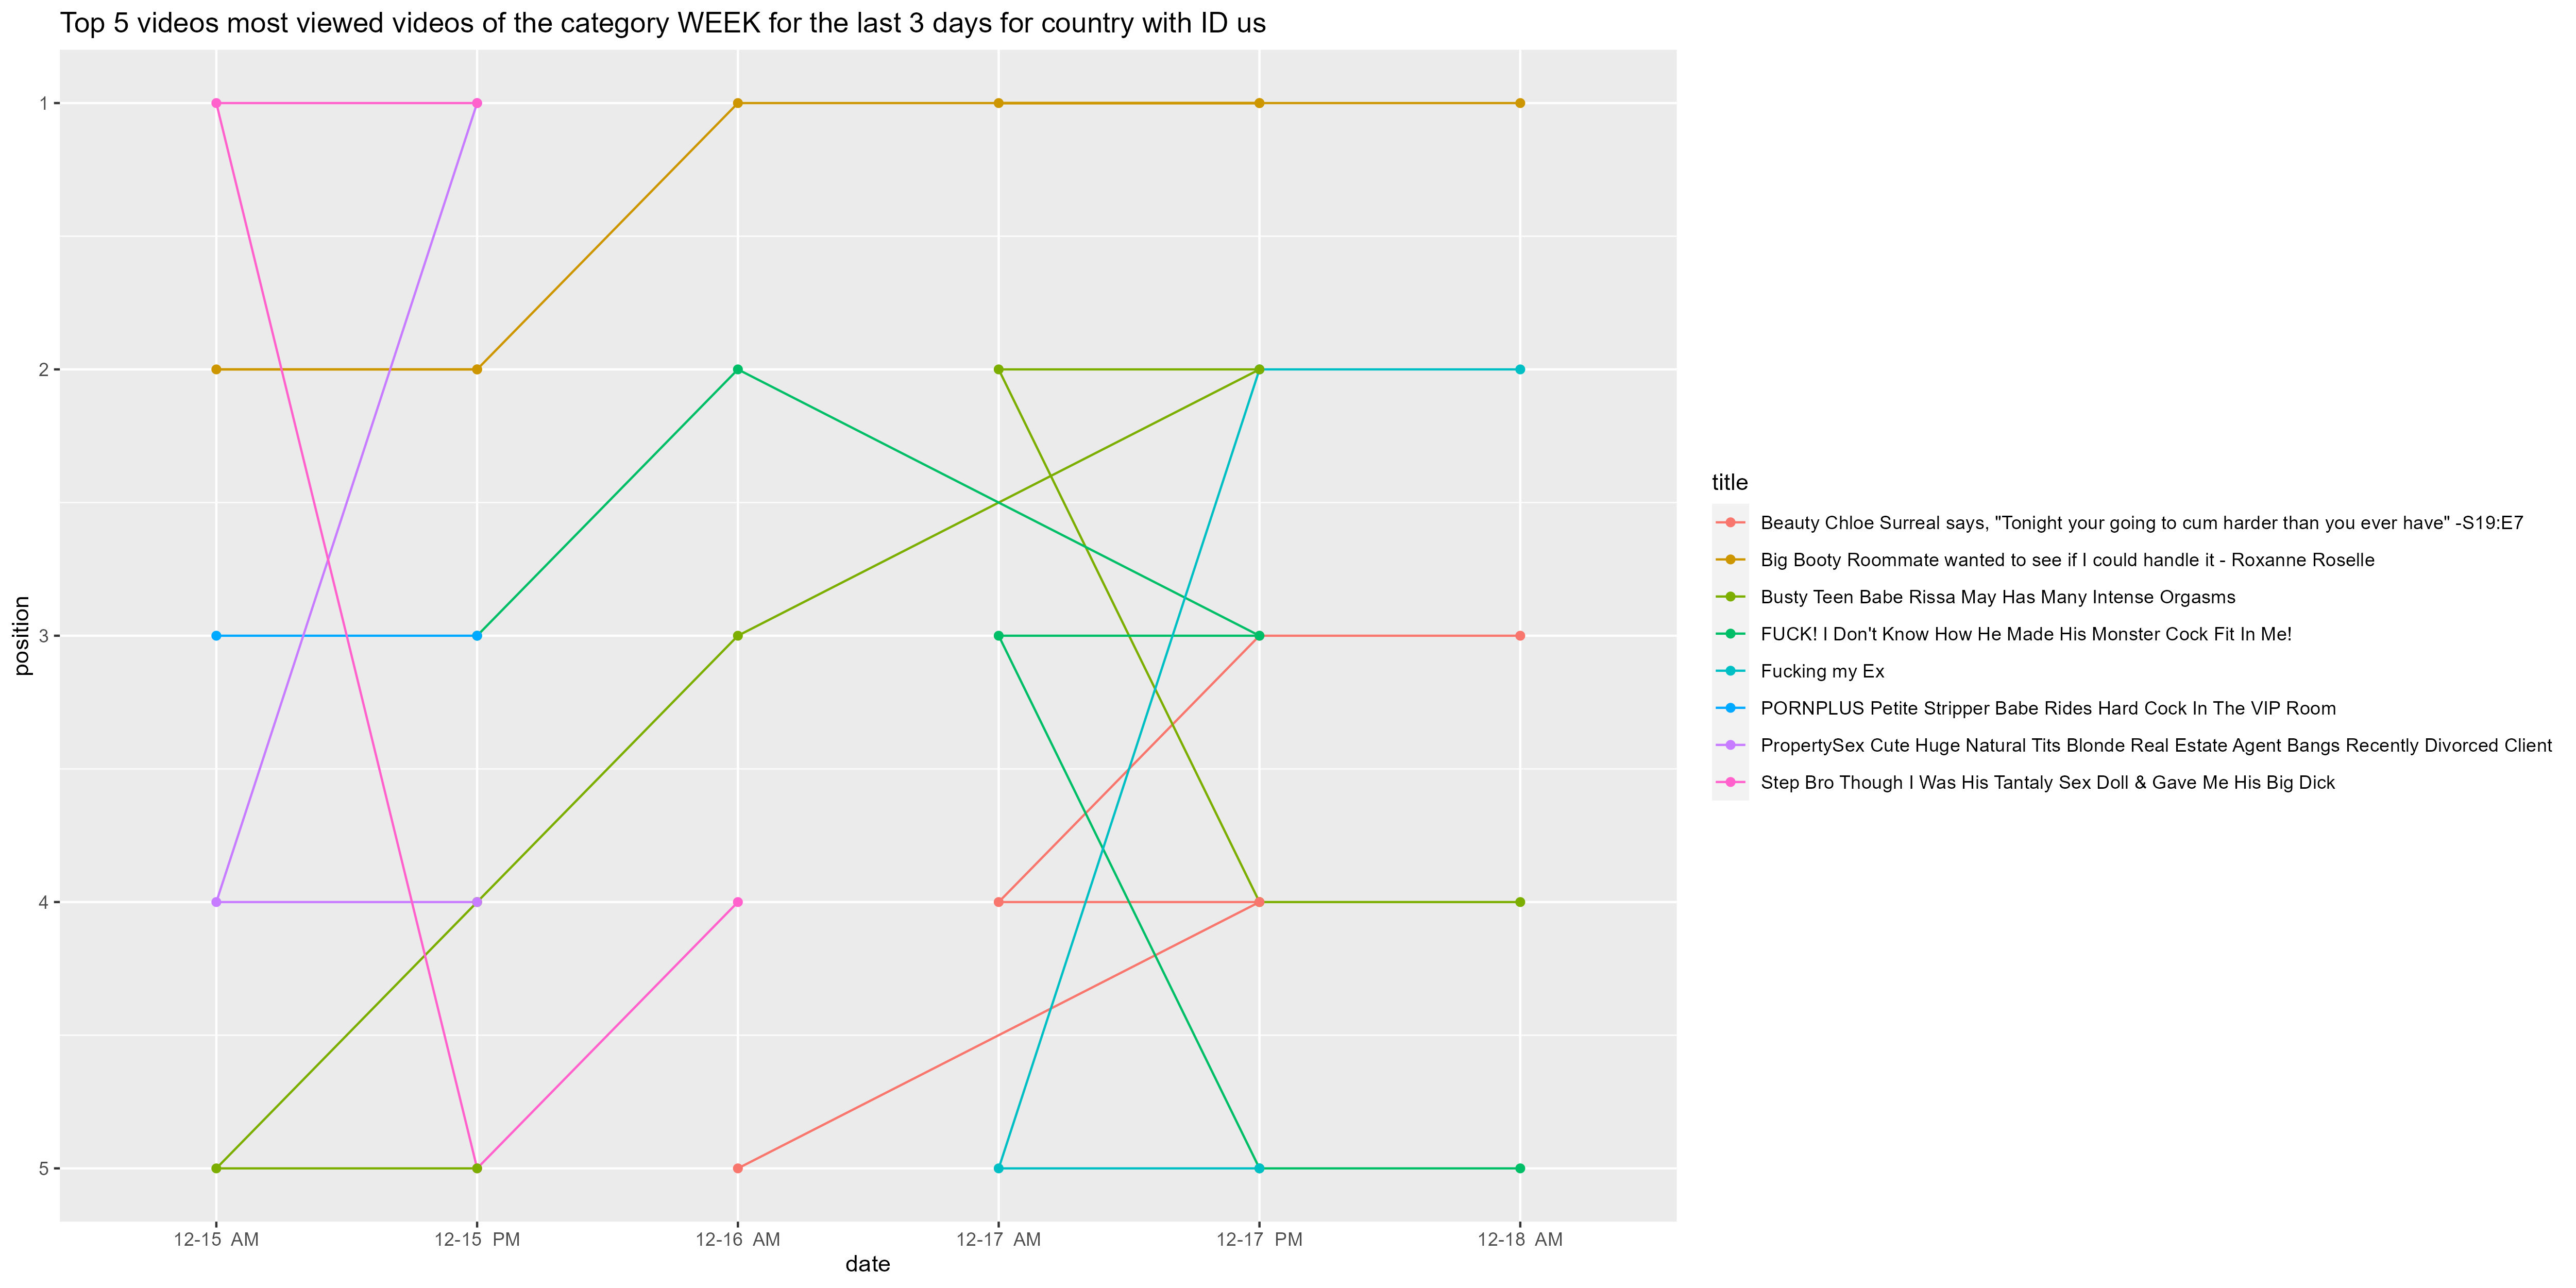 Top 5 videos most viewed videos of the category WEEK for the last 3 days for country with ID us
1
2
3
4
5
position
12-15 AM
12-15 PM
12-16 AM
12-17 AM
12-17 PM
12-18 AM
date
title
Beauty Chloe Surreal says, "Tonight your going to cum harder than you ever have" -S19:E7
Big Booty Roommate wanted to see if I could handle it - Roxanne Roselle
Busty Teen Babe Rissa May Has Many Intense Orgasms
FUCK! I Don't Know How He Made His Monster Cock Fit In Me!
Fucking my Ex
PORNPLUS Petite Stripper Babe Rides Hard Cock In The VIP Room
PropertySex Cute Huge Natural Tits Blonde Real Estate Agent Bangs Recently Divorced Client
Step Bro Though I Was His Tantaly Sex Doll & Gave Me His Big Dick